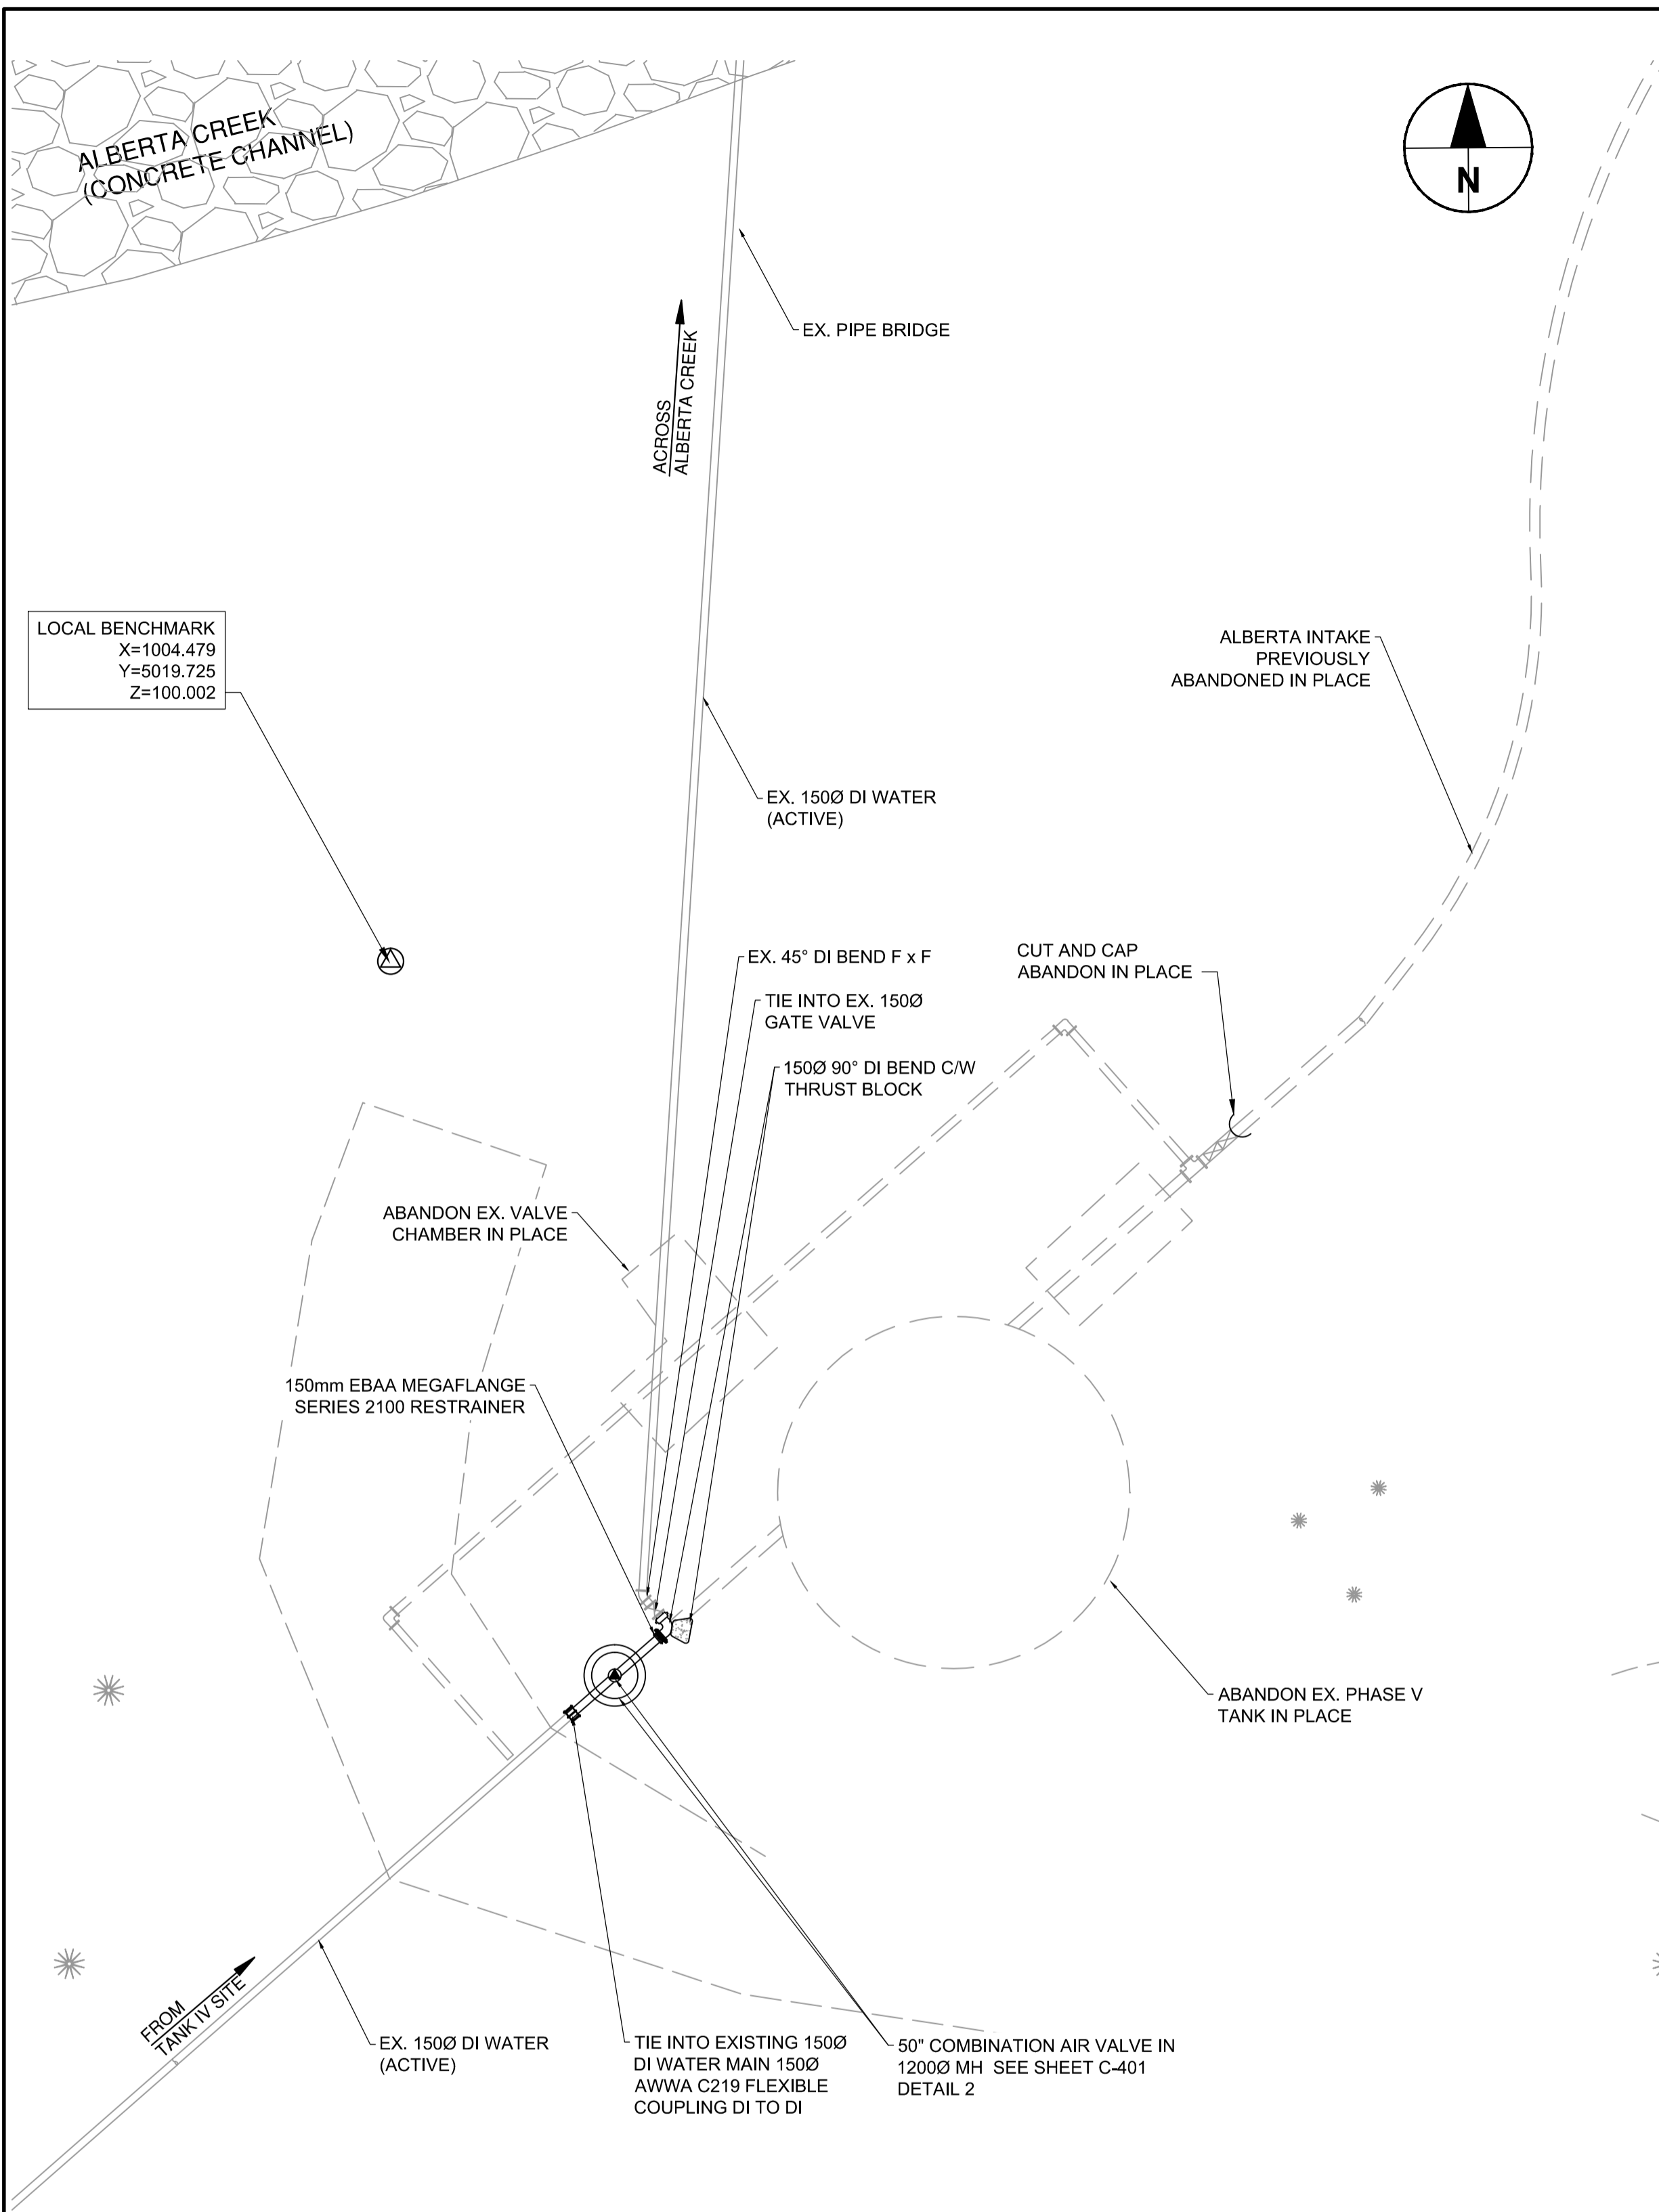 ALBERTA CREEK
(CONCRETE CHANNEL)
N
EX. PIPE BRIDGE
ACROSS
ALBERTA CREEK
LOCAL BENCHMARK
X=1004.479
Y=5019.725
Z=100.002
ALBERTA INTAKE
PREVIOUSLY
ABANDONED IN PLACE
EX. 150Ø DI WATER
(ACTIVE)
EX. 45° DI BEND F x F
CUT AND CAP
ABANDON IN PLACE
TIE INTO EX. 150Ø
GATE VALVE
150Ø 90° DI BEND C/W
THRUST BLOCK
ABANDON EX. VALVE
CHAMBER IN PLACE
150mm EBAA MEGAFLANGE
SERIES 2100 RESTRAINER
ABANDON EX. PHASE V
TANK IN PLACE
FROM
TANK IV SITE
EX. 150Ø DI WATER
(ACTIVE)
TIE INTO EXISTING 150Ø
DI WATER MAIN 150Ø
AWWA C219 FLEXIBLE
COUPLING DI TO DI
50" COMBINATION AIR VALVE IN
1200Ø MH SEE SHEET C-401
DETAIL 2